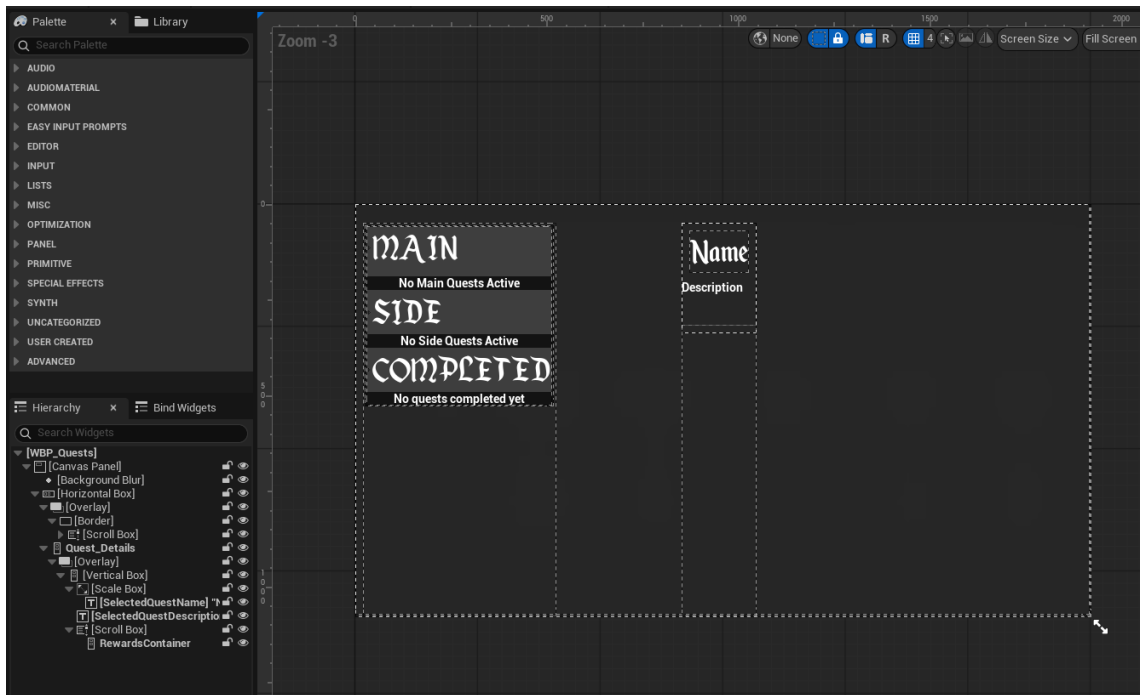 Palette
Library
Search Palette
AUDIO
AUDIOMATERIAL
COMMON
EASY INPUT PROMPTS
EDITOR
INPUT
LISTS
MISC
OPTIMIZATION
PANEL
PRIMITIVE
SPECIAL EFFECTS
SYNTH
UNCATEGORIZED
USER CREATED
ADVANCED
Hierarchy
Bind Widgets
Search Widgets
[WBP_Quests]
[Canvas Panel]
[Background Blur]
[Horizontal Box]
[Overlay]
[Border]
[Scroll Box]
Quest_Details
[Overlay]
[Vertical Box]
[Scale Box]
[SelectedQuestName] "N
[SelectedQuestDescriptio
[Scroll Box]
RewardsContainer
0 500 1000 1500 2000
Zoom -3
None R 4 Screen Size Fill Screen
0
500
1000
MAIN
No Main Quests Active
SIDE
No Side Quests Active
COMPLETED
No quests completed yet
Name
Description